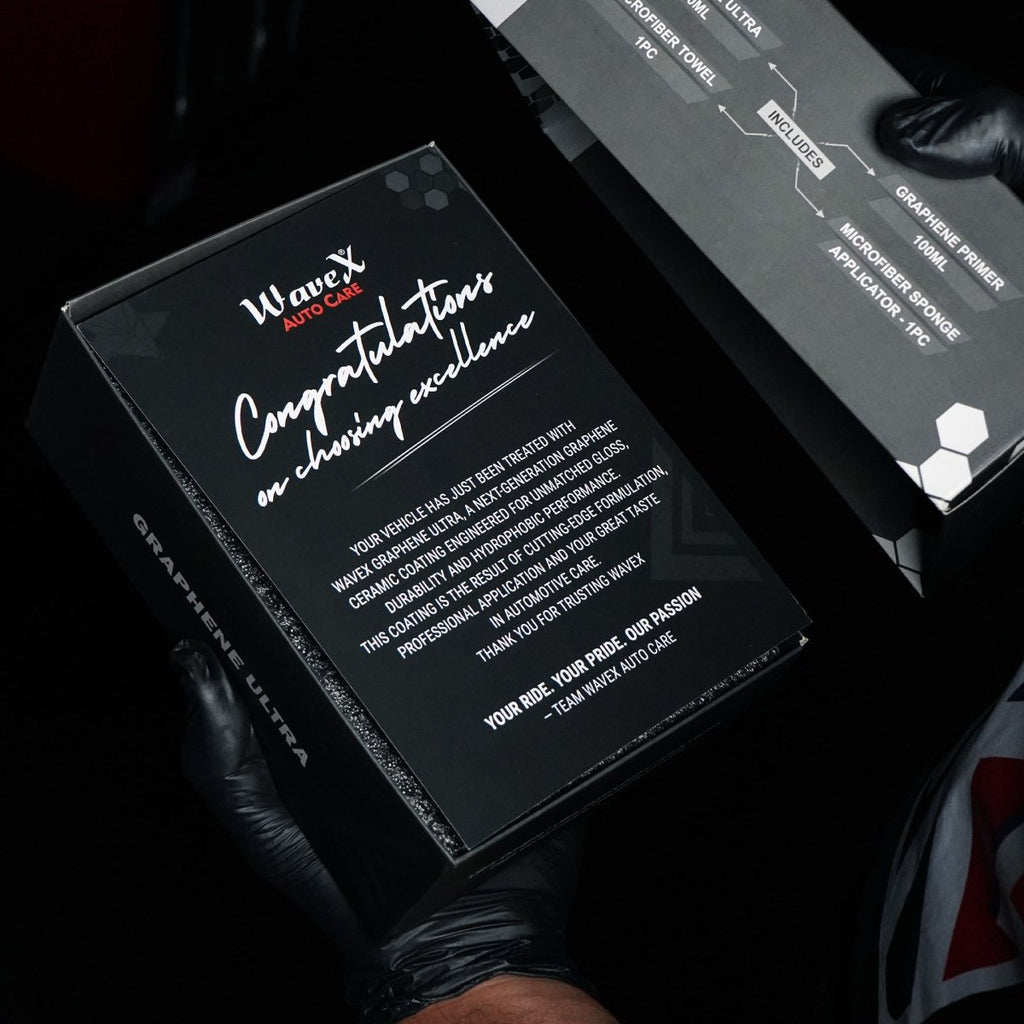 WaveX®
AUTO CARE
Congratulations
on choosing excellence
YOUR VEHICLE HAS JUST BEEN TREATED WITH
WAVEX GRAPHENE ULTRA, A NEXT-GENERATION GRAPHENE
CERAMIC COATING ENGINEERED FOR UNMATCHED GLOSS,
DURABILITY AND HYDROPHOBIC PERFORMANCE.
THIS COATING IS THE RESULT OF CUTTING-EDGE FORMULATION,
PROFESSIONAL APPLICATION AND YOUR GREAT TASTE
IN AUTOMOTIVE CARE.
THANK YOU FOR TRUSTING WAVEX
YOUR RIDE. YOUR PRIDE. OUR PASSION
– TEAM WAVEX AUTO CARE
GRAPHENE ULTRA
ULTRA
TOWEL
1PC
INCLUDES
GRAPHENE PRIMER
100ML
MICROFIBER SPONGE
APPLICATOR - 1PC